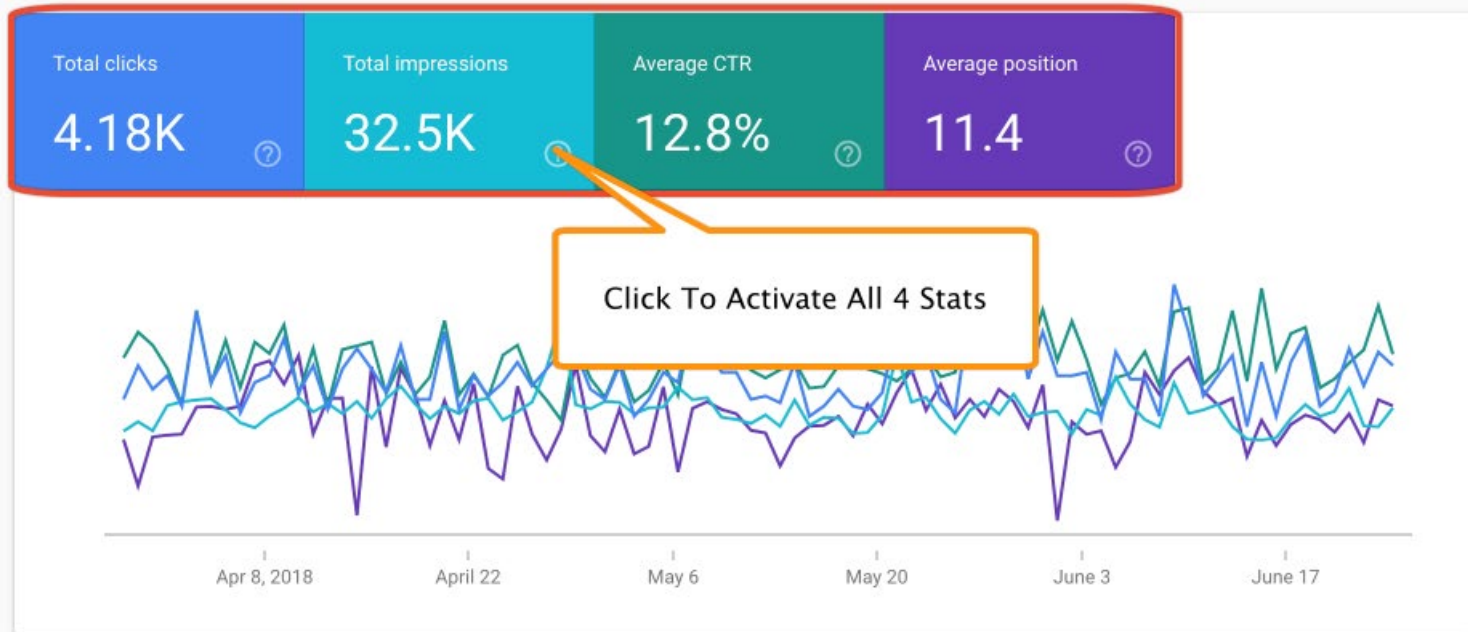 Total clicks
4.18K
Total impressions
32.5K
Average CTR
12.8%
Average position
11.4
Click To Activate All 4 Stats
Apr 8, 2018
April 22
May 6
May 20
June 3
June 17